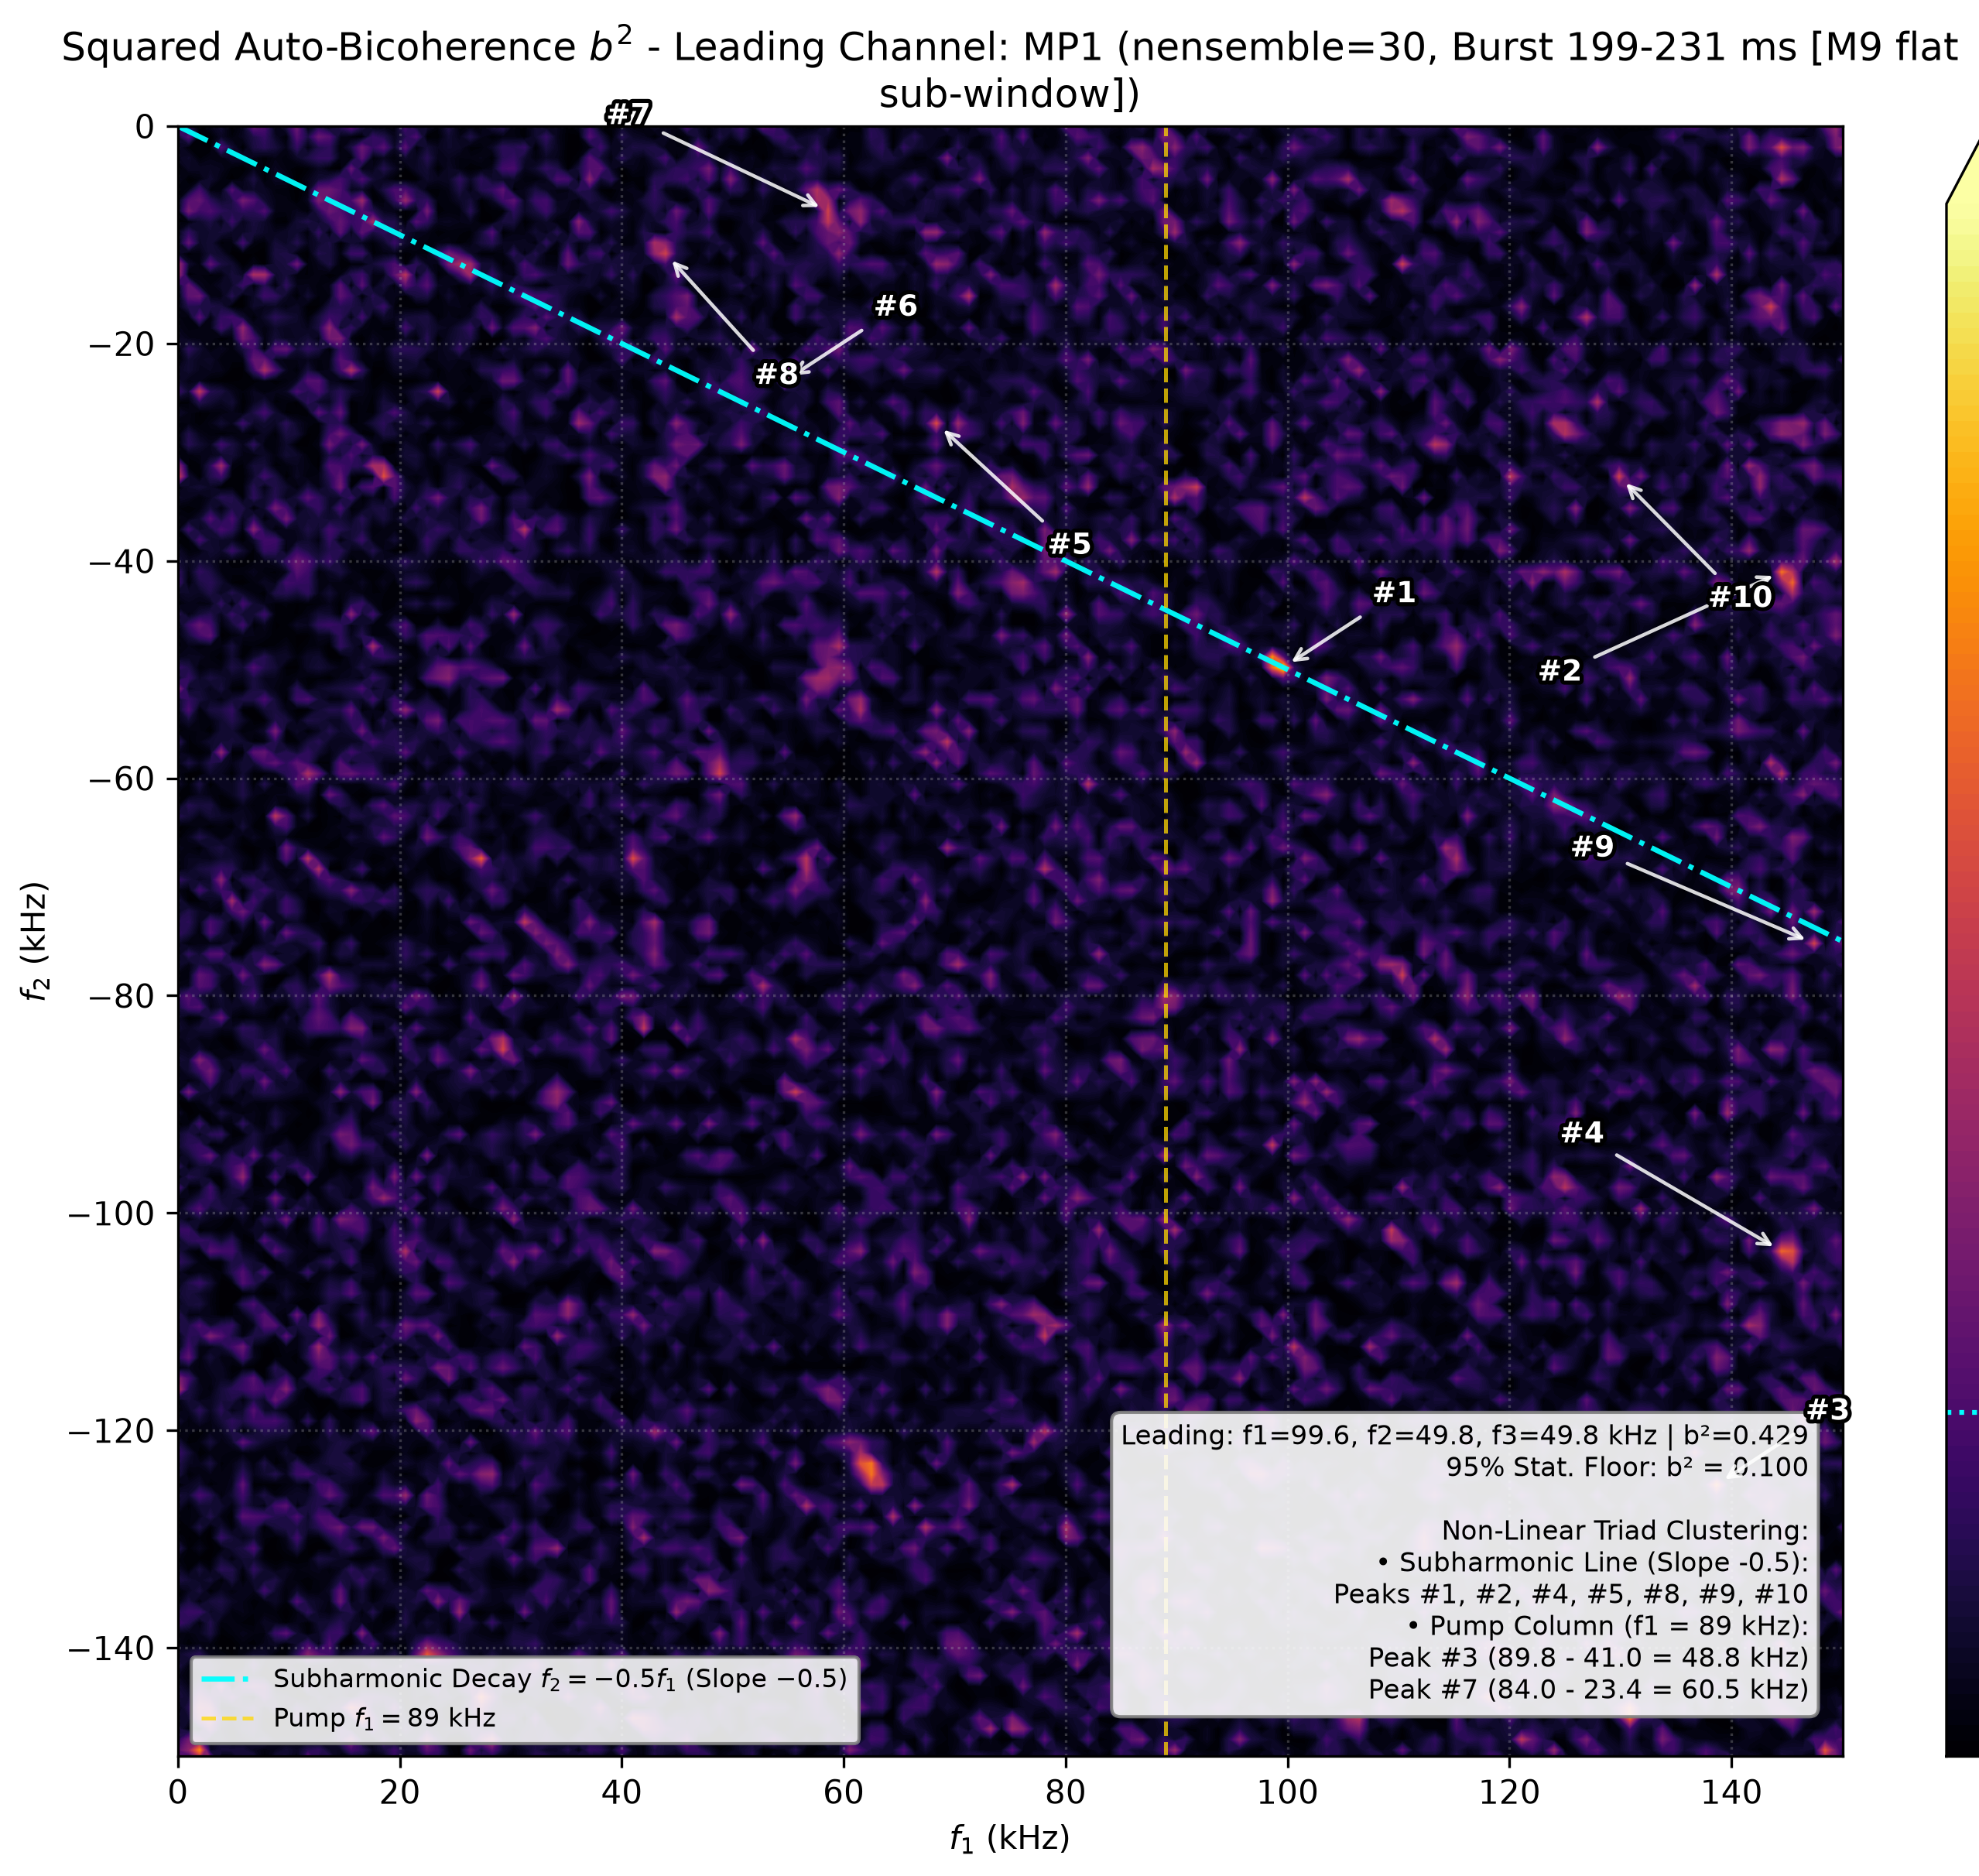 Squared Auto-Bicoherence b² - Leading Channel: MP1 (nensemble=30, Burst 199-231 ms [M9 flat
sub-window])
#7
0
#6
−20
#8
#5
−40
#1
#10
#2
−60
#9
f₂ (kHz)
−80
#4
−100
#3
−120
Leading: f1=99.6, f2=49.8, f3=49.8 kHz | b²=0.429
95% Stat. Floor: b² = 0.100
Non-Linear Triad Clustering:
• Subharmonic Line (Slope -0.5):
Peaks #1, #2, #4, #5, #8, #9, #10
• Pump Column (f1 = 89 kHz):
−140
Peak #3 (89.8 - 41.0 = 48.8 kHz)
Peak #7 (84.0 - 23.4 = 60.5 kHz)
Subharmonic Decay f₂ = −0.5f₁ (Slope −0.5)
Pump f₁ = 89 kHz
0 20 40 60 80 100 120 140
f₁ (kHz)